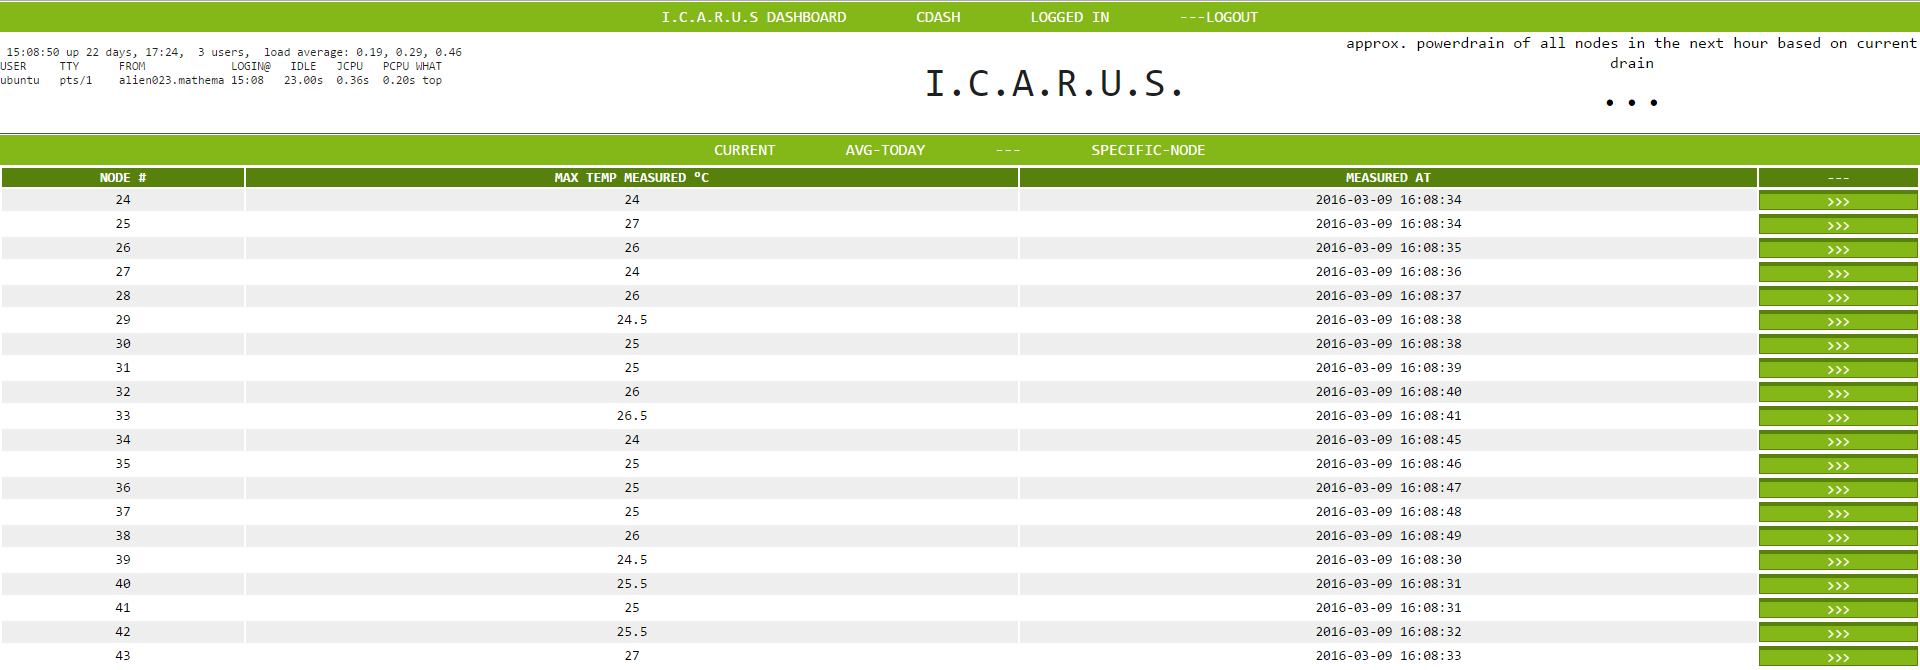 I.C.A.R.U.S DASHBOARD CDASH LOGGED IN ---LOGOUT
15:08:50 up 22 days, 17:24, 3 users, load average: 0.19, 0.29, 0.46
USER TTY FROM LOGIN@ IDLE JCPU PCPU WHAT
ubuntu pts/1 alien023.mathema 15:08 23.00s 0.36s 0.20s top
I.C.A.R.U.S.
approx. powerdrain of all nodes in the next hour based on current
drain
...
CURRENT AVG-TODAY --- SPECIFIC-NODE
NODE # MAX TEMP MEASURED ºC MEASURED AT ---
24 24 2016-03-09 16:08:34 >>>
25 27 2016-03-09 16:08:34 >>>
26 26 2016-03-09 16:08:35 >>>
27 24 2016-03-09 16:08:36 >>>
28 26 2016-03-09 16:08:37 >>>
29 24.5 2016-03-09 16:08:38 >>>
30 25 2016-03-09 16:08:38 >>>
31 25 2016-03-09 16:08:39 >>>
32 26 2016-03-09 16:08:40 >>>
33 26.5 2016-03-09 16:08:41 >>>
34 24 2016-03-09 16:08:45 >>>
35 25 2016-03-09 16:08:46 >>>
36 25 2016-03-09 16:08:47 >>>
37 25 2016-03-09 16:08:48 >>>
38 26 2016-03-09 16:08:49 >>>
39 24.5 2016-03-09 16:08:30 >>>
40 25.5 2016-03-09 16:08:31 >>>
41 25 2016-03-09 16:08:31 >>>
42 25.5 2016-03-09 16:08:32 >>>
43 27 2016-03-09 16:08:33 >>>